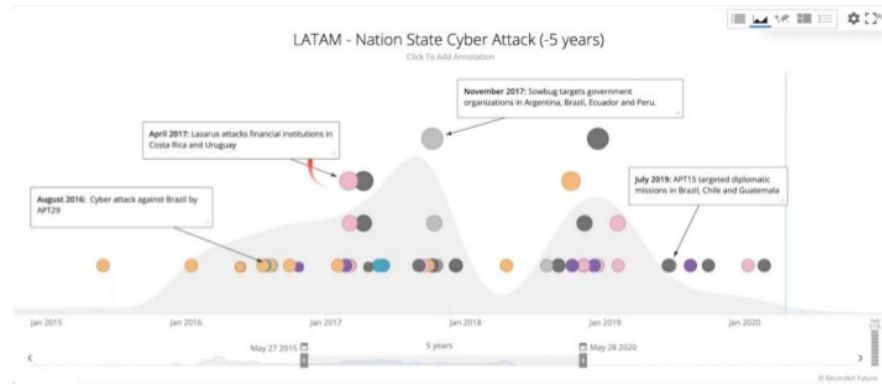 LATAM - Nation State Cyber Attack (-5 years)
Click To Add Annotation
November 2017: Sowbug targets government
organizations in Argentina, Brazil, Ecuador and Peru.
April 2017: Lazarus attacks financial institutions in
Costa Rica and Uruguay
July 2019: APT15 targeted diplomatic
missions in Brazil, Chile and Guatemala
August 2016: Cyber attack against Brazil by
APT29
Jan 2015
Jan 2016
Jan 2017
Jan 2018
Jan 2019
Jan 2020
May 27 2015
5 years
May 28 2020
© Recorded Future